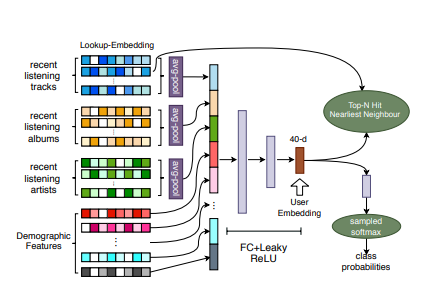 Lookup-Embedding
recent
listening
tracks
avg-pool
recent
listening
albums
avg-pool
recent
listening
artists
avg-pool
Demographic
Features
40-d
User
Embedding
FC+Leaky
ReLU
Top-N Hit
Nearliest Neighbour
sampled
softmax
class
probabilities